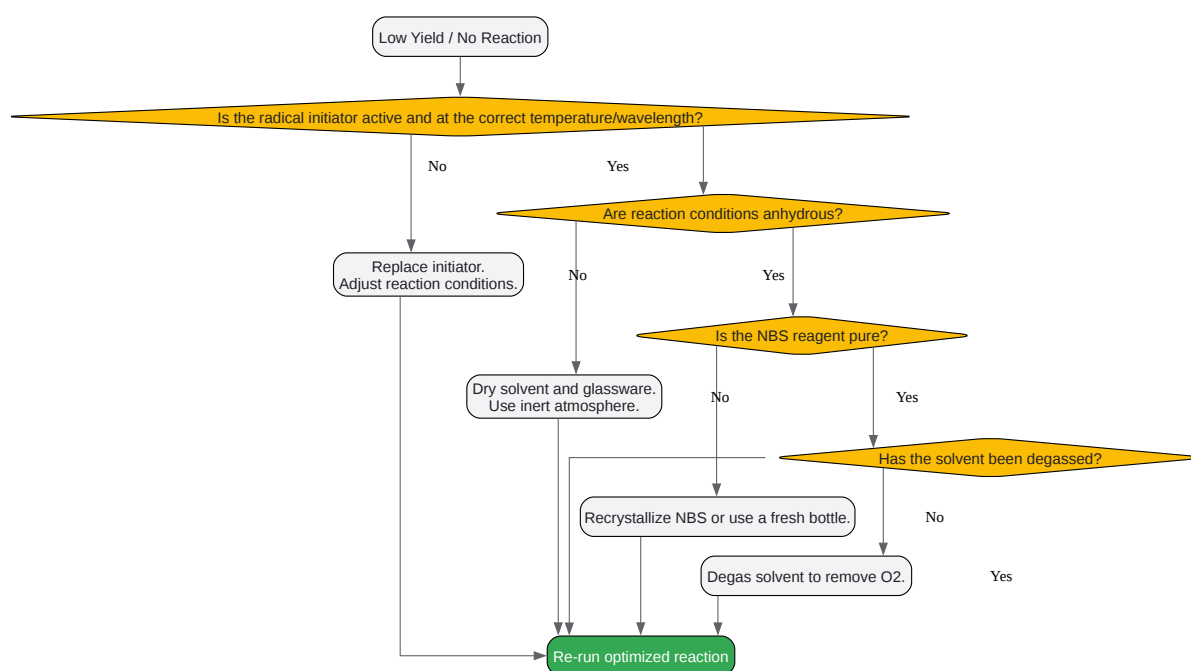 Low Yield / No Reaction
Is the radical initiator active and at the correct temperature/wavelength?
No
Yes
Are reaction conditions anhydrous?
Replace initiator.
Adjust reaction conditions.
No
Yes
Is the NBS reagent pure?
Dry solvent and glassware.
Use inert atmosphere.
No
Yes
Has the solvent been degassed?
Recrystallize NBS or use a fresh bottle.
No
Degas solvent to remove O2.
Yes
Re-run optimized reaction